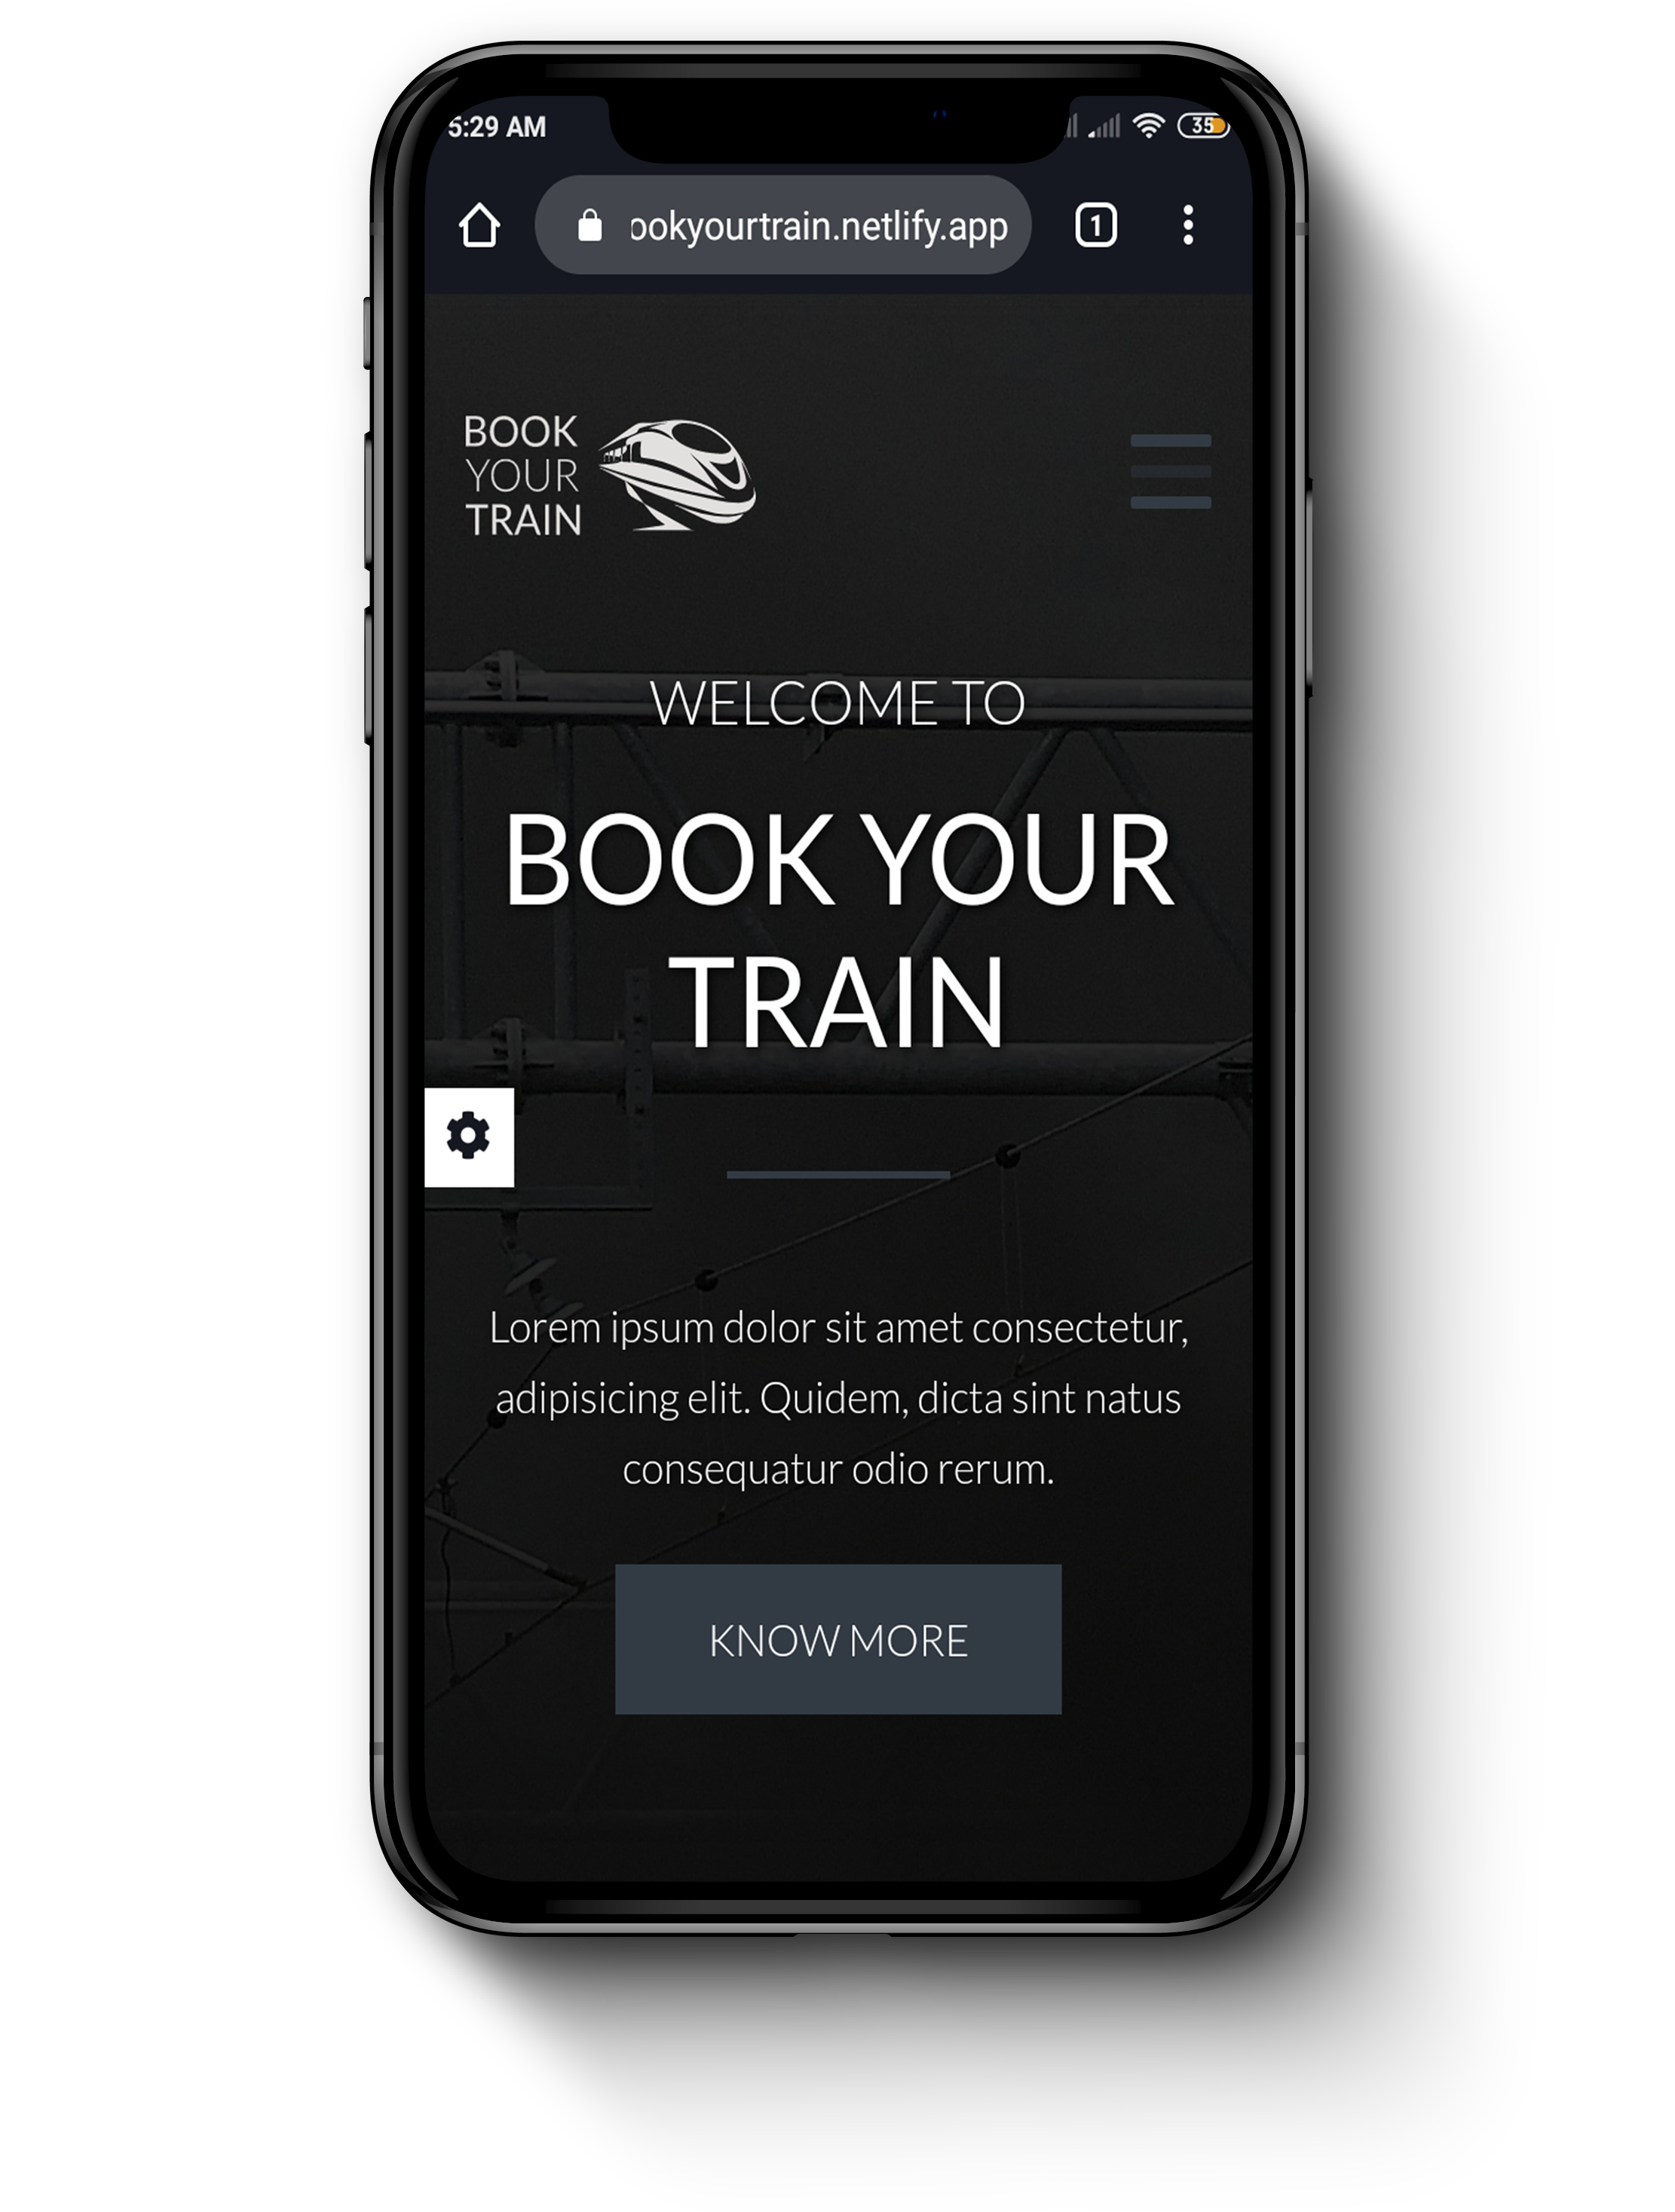 5:29 AM
35
ookyourtrain.netlify.app
1
BOOK
YOUR
TRAIN
WELCOME TO
BOOK YOUR
TRAIN
Lorem ipsum dolor sit amet consectetur,
adipisicing elit. Quidem, dicta sint natus
consequatur odio rerum.
KNOW MORE